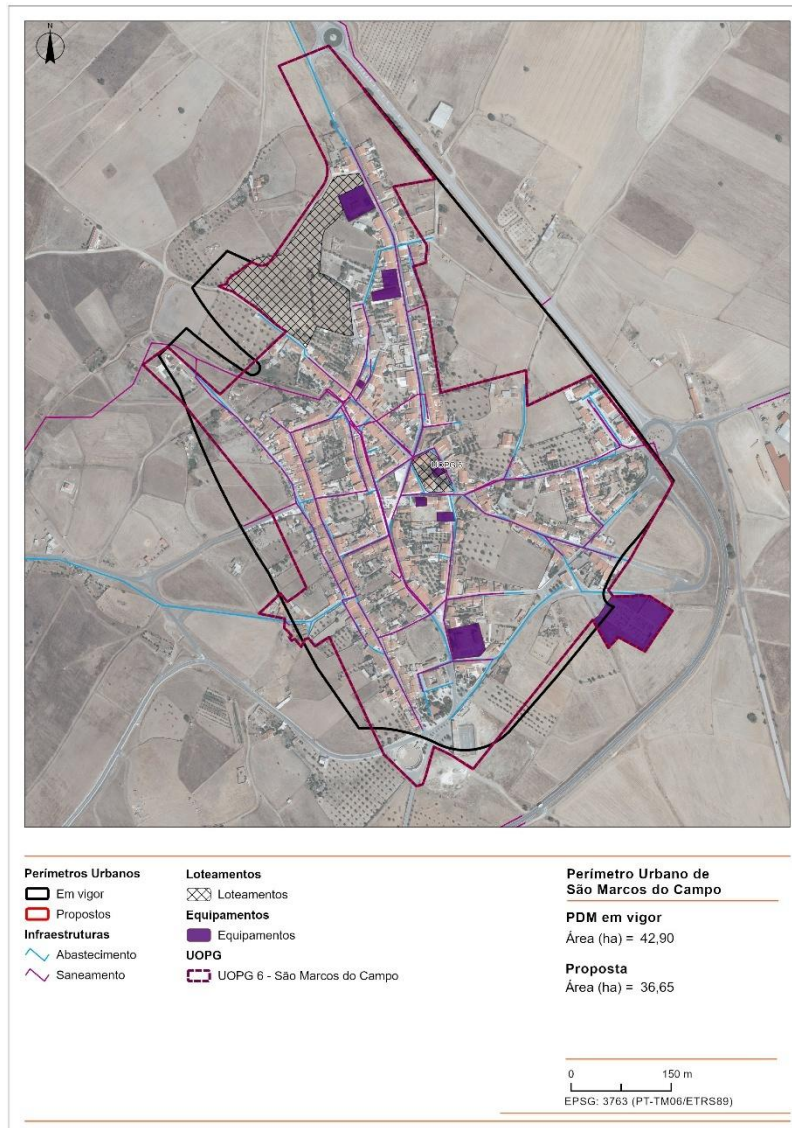 N
UOPG 6
Perímetros Urbanos
Em vigor
Propostos
Infraestruturas
Abastecimento
Saneamento
Loteamentos
Loteamentos
Equipamentos
Equipamentos
UOPG
UOPG 6 - São Marcos do Campo
Perímetro Urbano de
São Marcos do Campo
PDM em vigor
Área (ha) = 42,90
Proposta
Área (ha) = 36,65
0 150 m
EPSG: 3763 (PT-TM06/ETRS89)